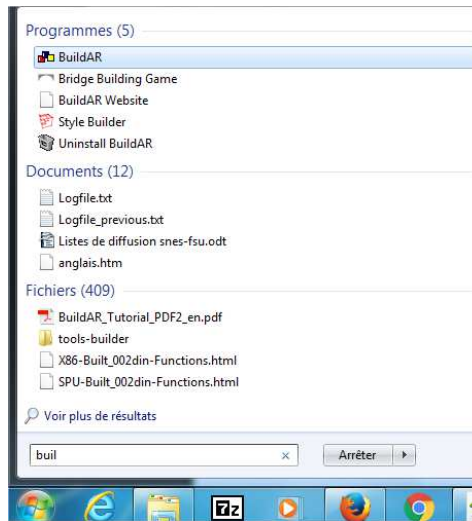 Programmes (5)
BuildAR
Bridge Building Game
BuildAR Website
Style Builder
Uninstall BuildAR
Documents (12)
Logfile.txt
Logfile_previous.txt
Listes de diffusion snes-fsu.odt
anglais.htm
Fichiers (409)
BuildAR_Tutorial_PDF2_en.pdf
tools-builder
X86-Built_002din-Functions.html
SPU-Built_002din-Functions.html
Voir plus de résultats
buil
Arrêter
7z